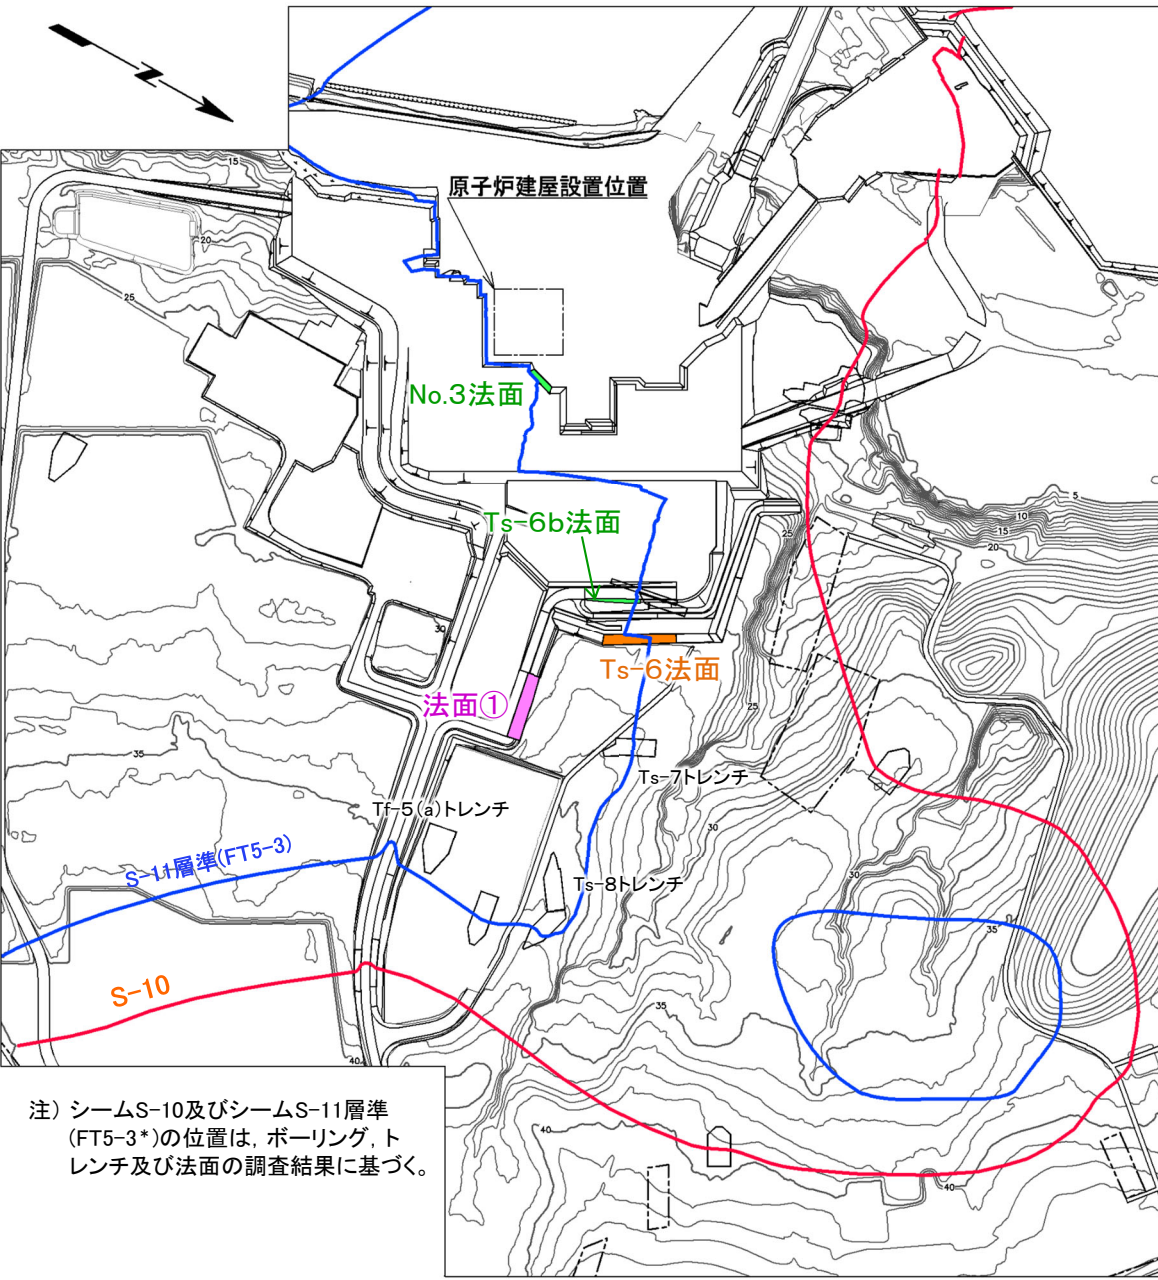 N
15
原子炉建屋設置位置
20
25
No.3法面
5
10
15
20
Ts-6b法面
25
30
Ts-6法面
法面①
25
35
Ts-7トレンチ
Tf-5(a)トレンチ
30
S-11層準(FT5-3)
Ts-8トレンチ
30
35
S-10
35
40
注) シームS-10及びシームS-11層準
(FT5-3*)の位置は, ボーリング, ト
レンチ及び法面の調査結果に基づく。
40
40